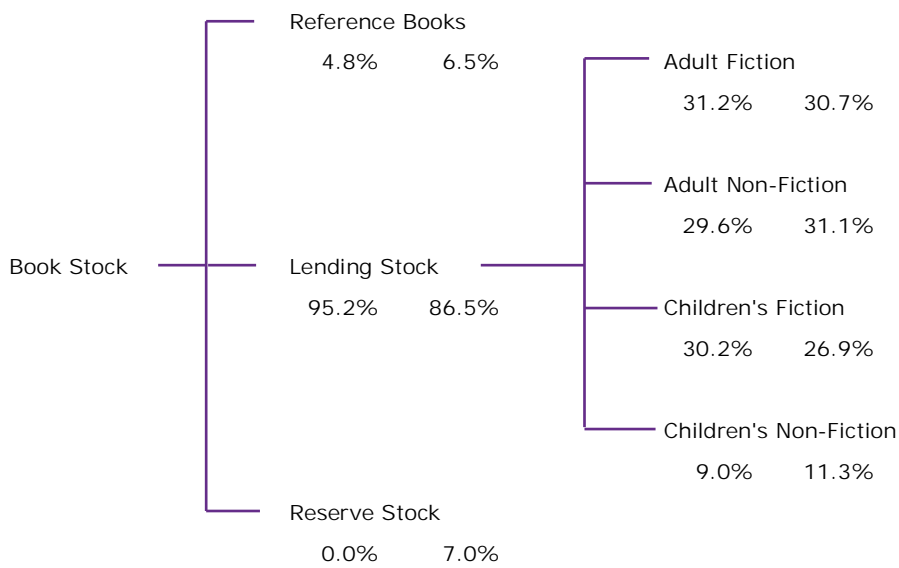 Reference Books
4.8% 6.5%
Adult Fiction
31.2% 30.7%
Adult Non-Fiction
29.6% 31.1%
Book Stock
Lending Stock
95.2% 86.5%
Children's Fiction
30.2% 26.9%
Children's Non-Fiction
9.0% 11.3%
Reserve Stock
0.0% 7.0%